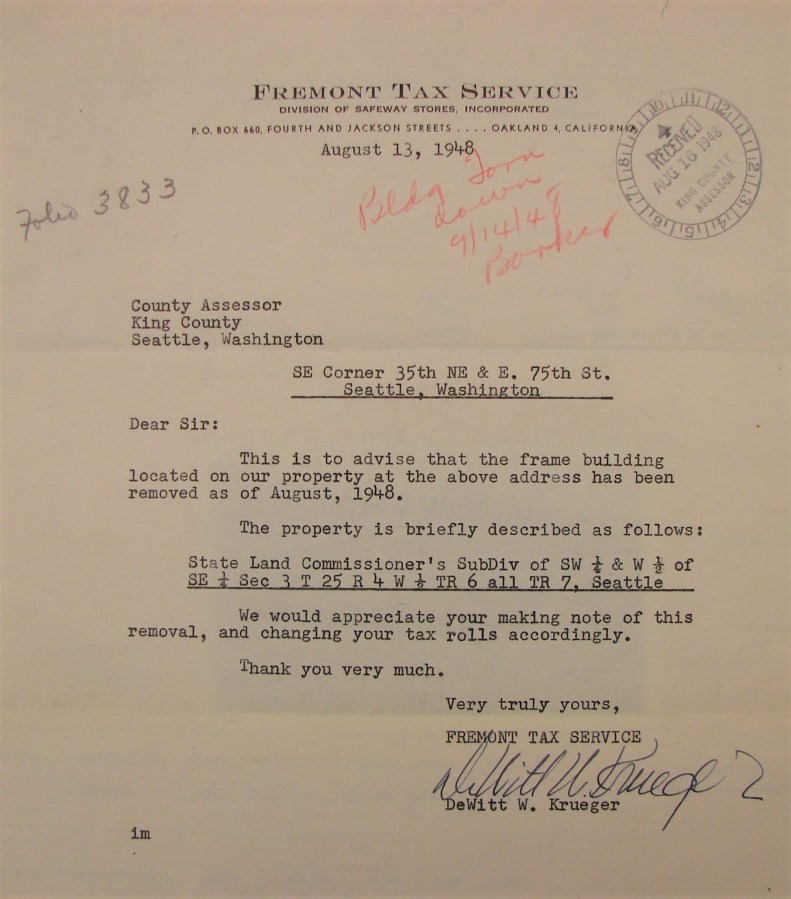 FREMONT TAX SERVICE
DIVISION OF SAFEWAY STORES, INCORPORATED
P. O. BOX 660, FOURTH AND JACKSON STREETS . . . . OAKLAND 4, CALIFORNIA
August 13, 1948
RECEIVED
AUG 16 1948
KING COUNTY
ASSESSOR
Folio 3833
Bldg Torn
down
9/14/48
Barker
County Assessor
King County
Seattle, Washington
SE Corner 35th NE & E. 75th St.
Seattle, Washington
Dear Sir:
This is to advise that the frame building
located on our property at the above address has been
removed as of August, 1948.
The property is briefly described as follows:
State Land Commissioner's SubDiv of SW ¼ & W ½ of
SE ¼ Sec 3 T 25 R 4 W ½ TR 6 all TR 7, Seattle
We would appreciate your making note of this
removal, and changing your tax rolls accordingly.
Thank you very much.
Very truly yours,
FREMONT TAX SERVICE
DeWitt W. Krueger
DeWitt W. Krueger
im